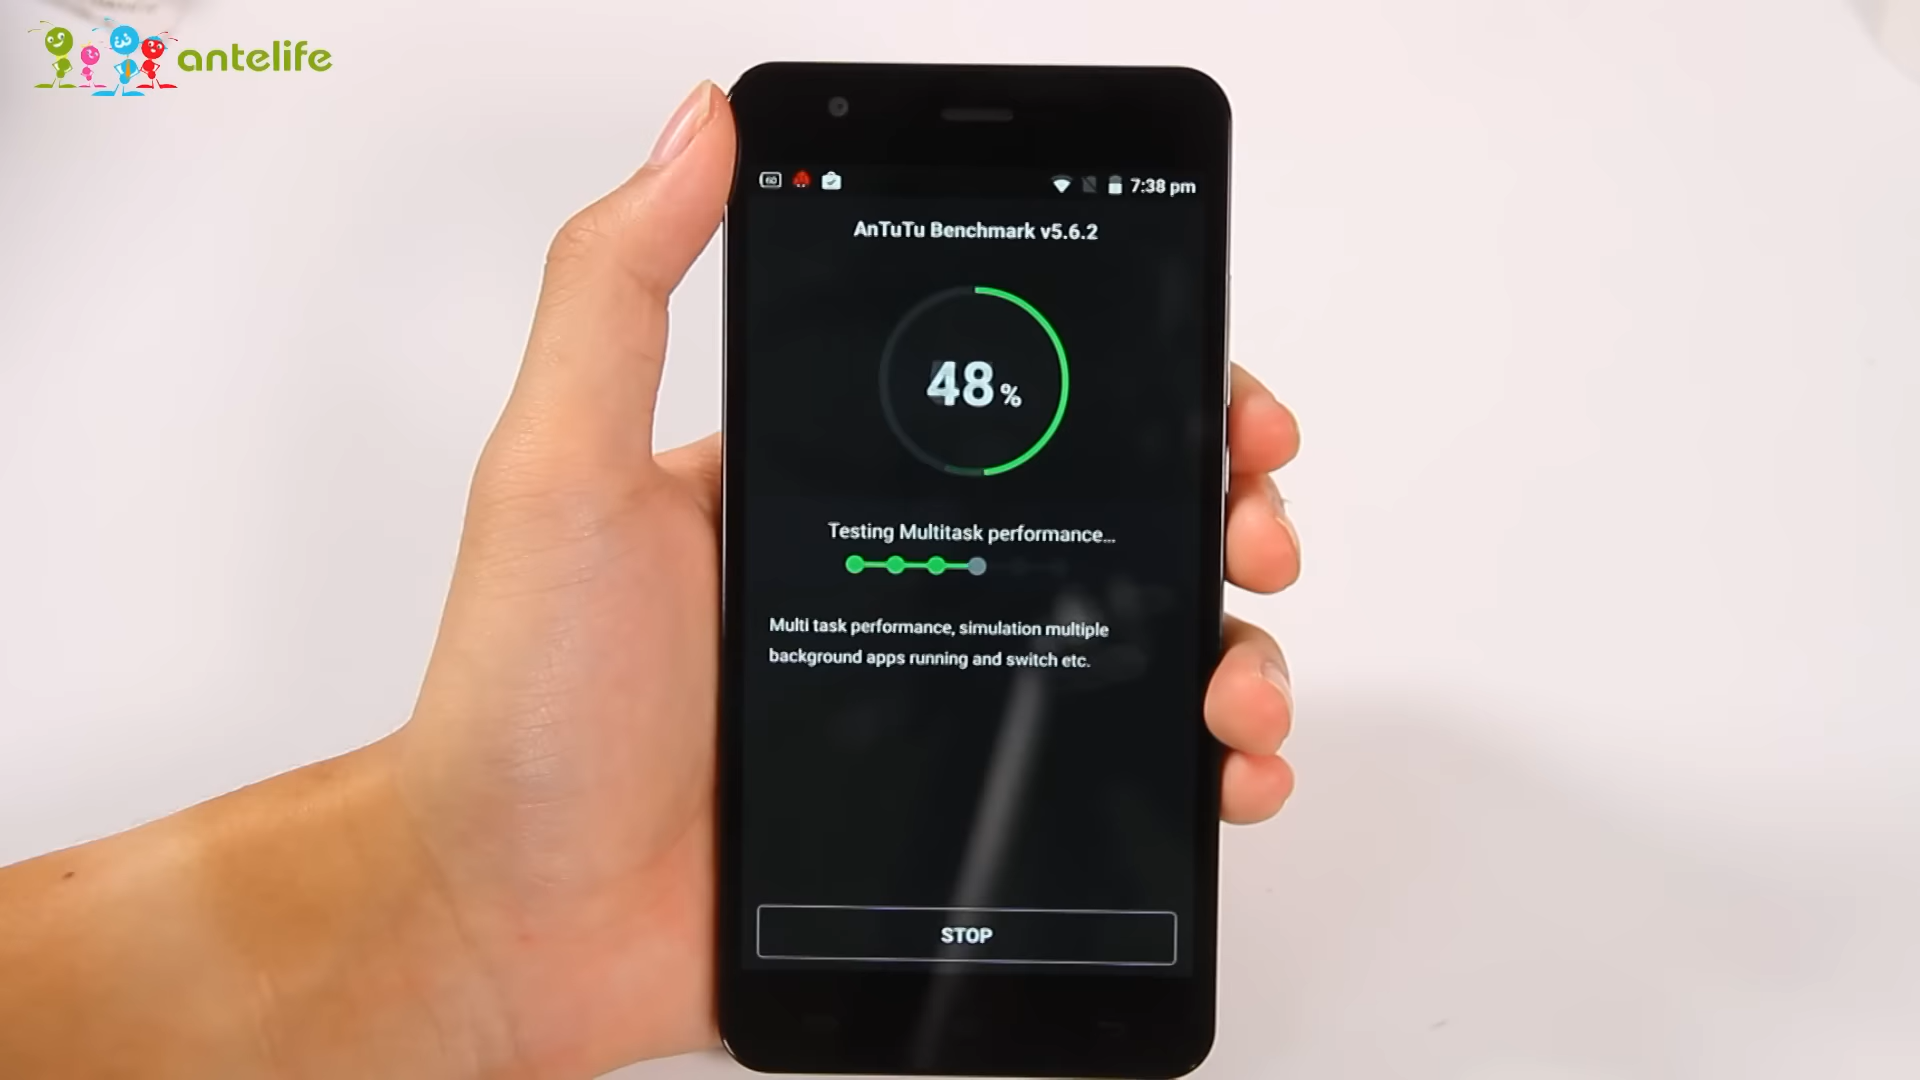 antelife
60
7:38 pm
AnTuTu Benchmark v5.6.2
48%
Testing Multitask performance...
Multi task performance, simulation multiple
background apps running and switch etc.
STOP